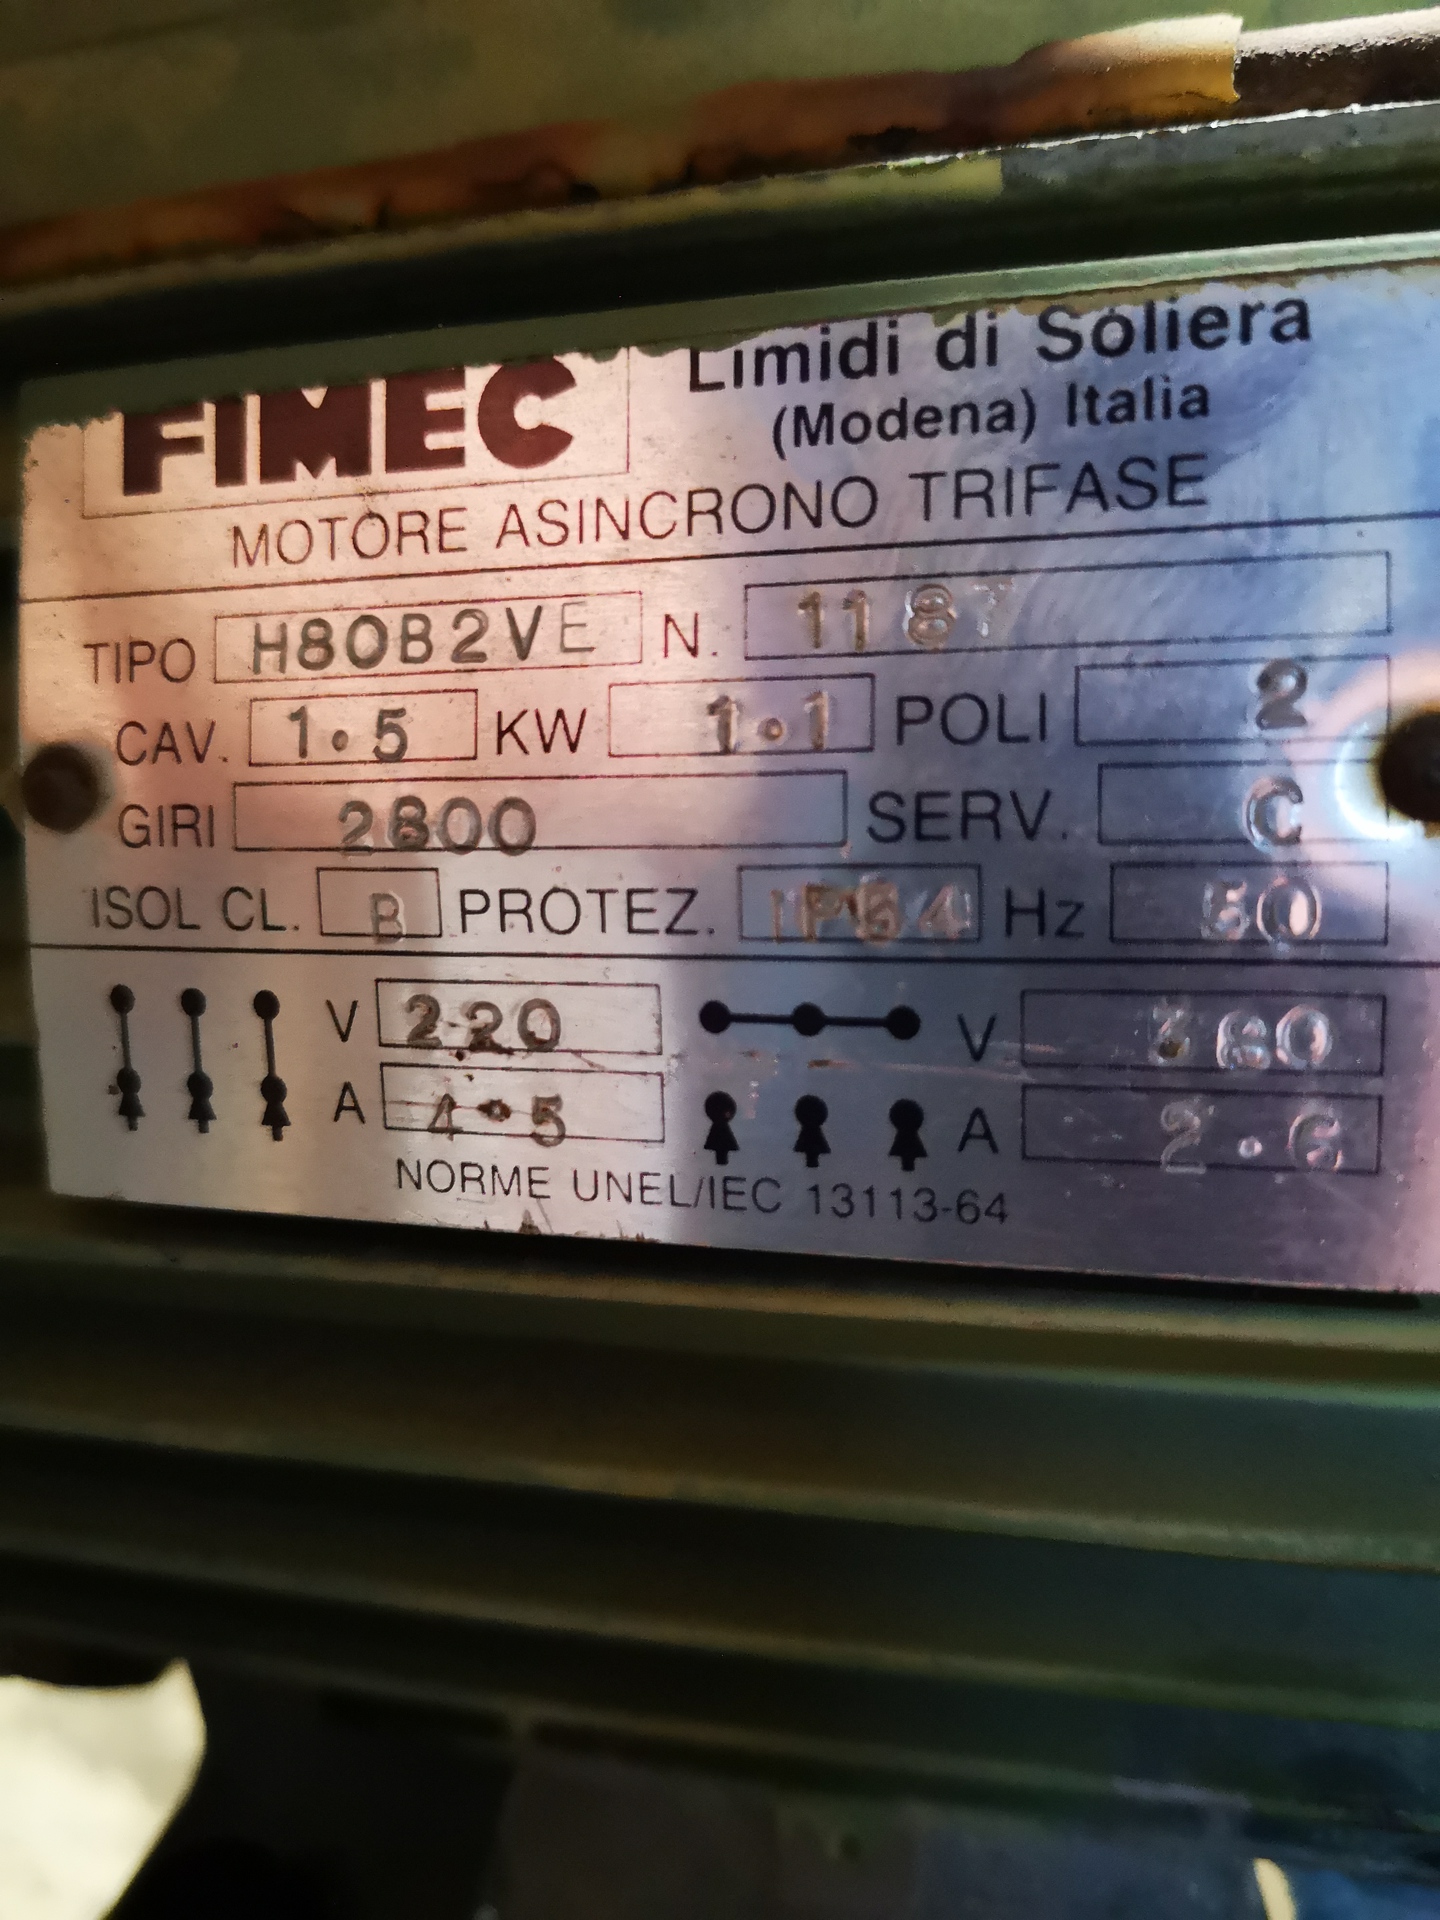 FIMEC
Limidi di Soliera
(Modena) Italia
MOTORE ASINCRONO TRIFASE
TIPO H80B2VE N. 1187
CAV. 1.5 KW 1.1 POLI 2
GIRI 2800 SERV. C
ISOL CL. B PROTEZ. IP54 Hz 50
V 220 V 380
A 4.5 A 2.6
NORME UNEL/IEC 13113-64